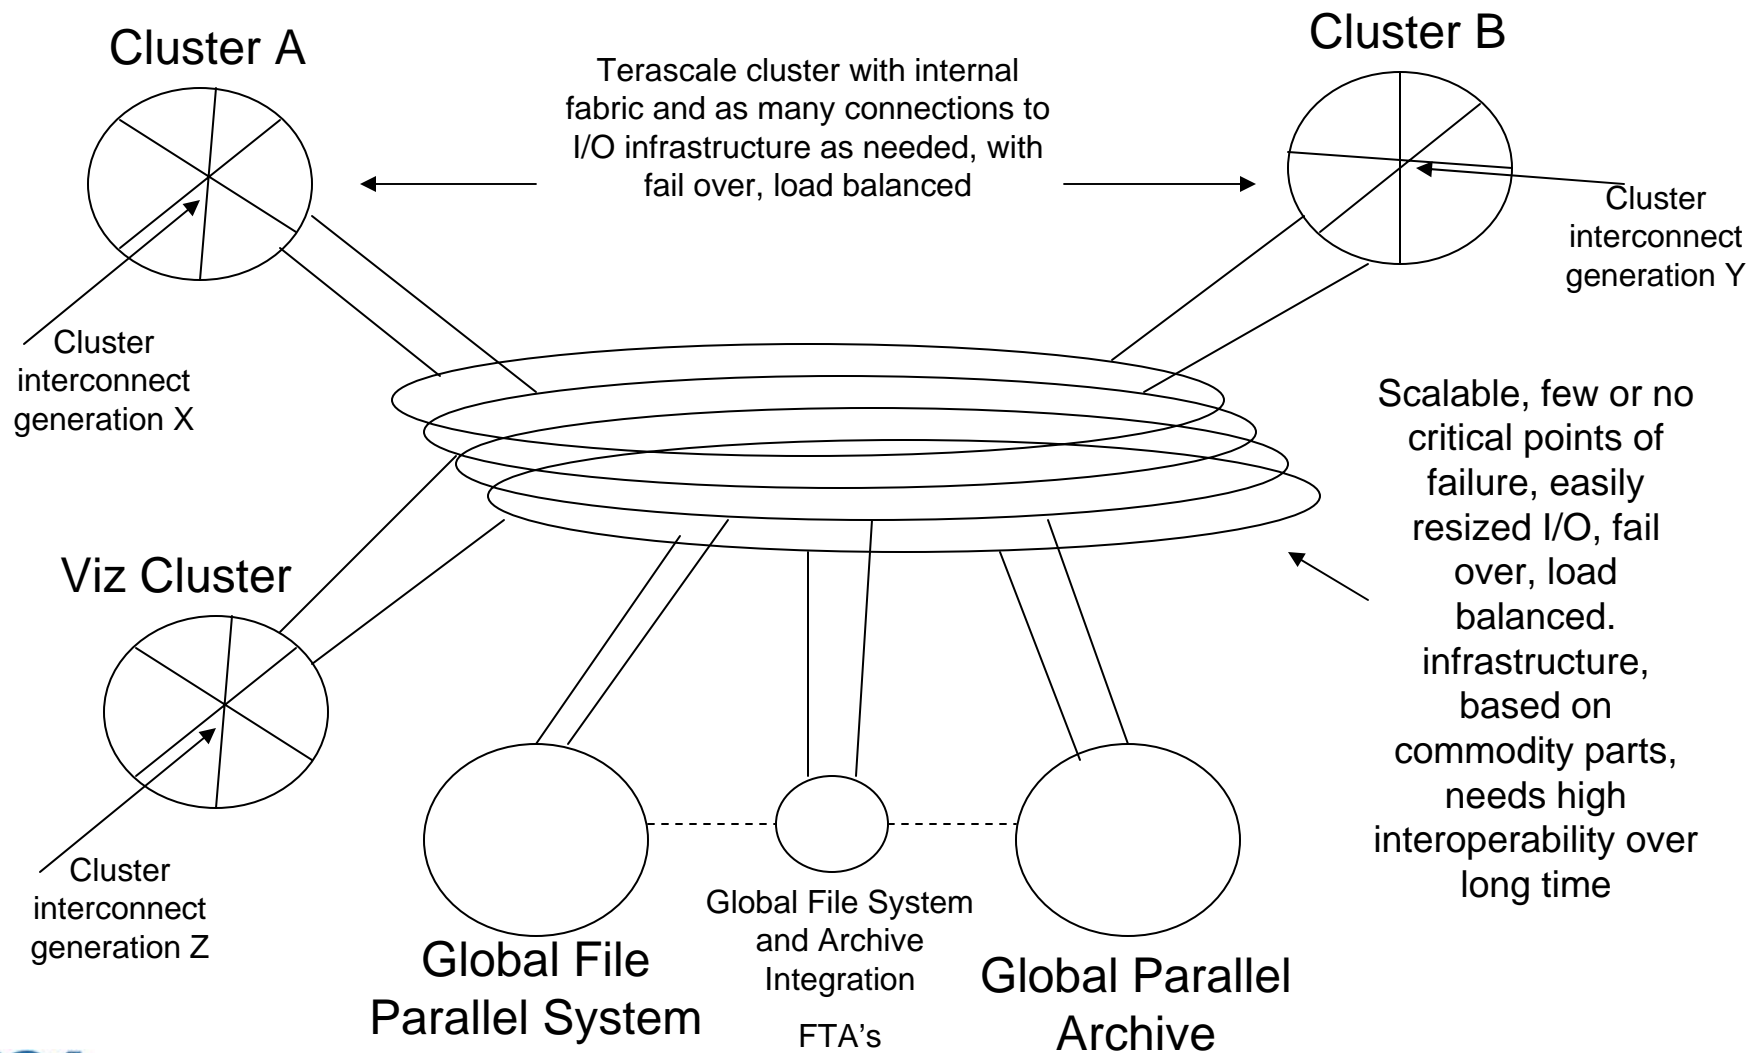 Cluster A
Cluster B
Terascale cluster with internal
fabric and as many connections to
I/O infrastructure as needed, with
fail over, load balanced
Cluster
interconnect
generation Y
Cluster
interconnect
generation X
Scalable, few or no
critical points of
failure, easily
resized I/O, fail
over, load
balanced.
infrastructure,
based on
commodity parts,
needs high
interoperability over
long time
Viz Cluster
Cluster
interconnect
generation Z
Global File
Parallel System
Global File System
and Archive
Integration
FTA's
Global Parallel
Archive